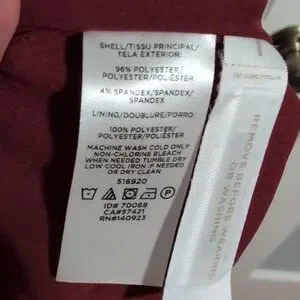 SHELL/TISSU PRINCIPAL/
TELA EXTERIOR:
96% POLYESTER/
POLYESTER/POLIÉSTER
4% SPANDEX/SPANDEX/
SPANDEX
LINING/DOUBLURE/FORRO:
100% POLYESTER/
POLYESTER/POLIÉSTER
MACHINE WASH COLD ONLY
NON-CHLORINE BLEACH
WHEN NEEDED TUMBLE DRY
LOW COOL IRON IF NEEDED
OR DRY CLEAN
516920
ID# 70068
CA#57421
RN#140923
REMOVE BEFORE WEARING
OR WASHING